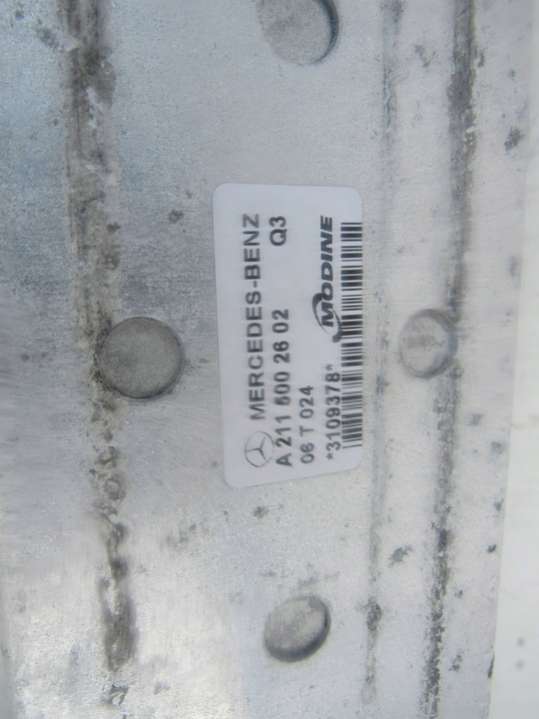 MERCEDES-BENZ
A 211 500 26 02 Q3
06 T 024
*3109378* MODINE